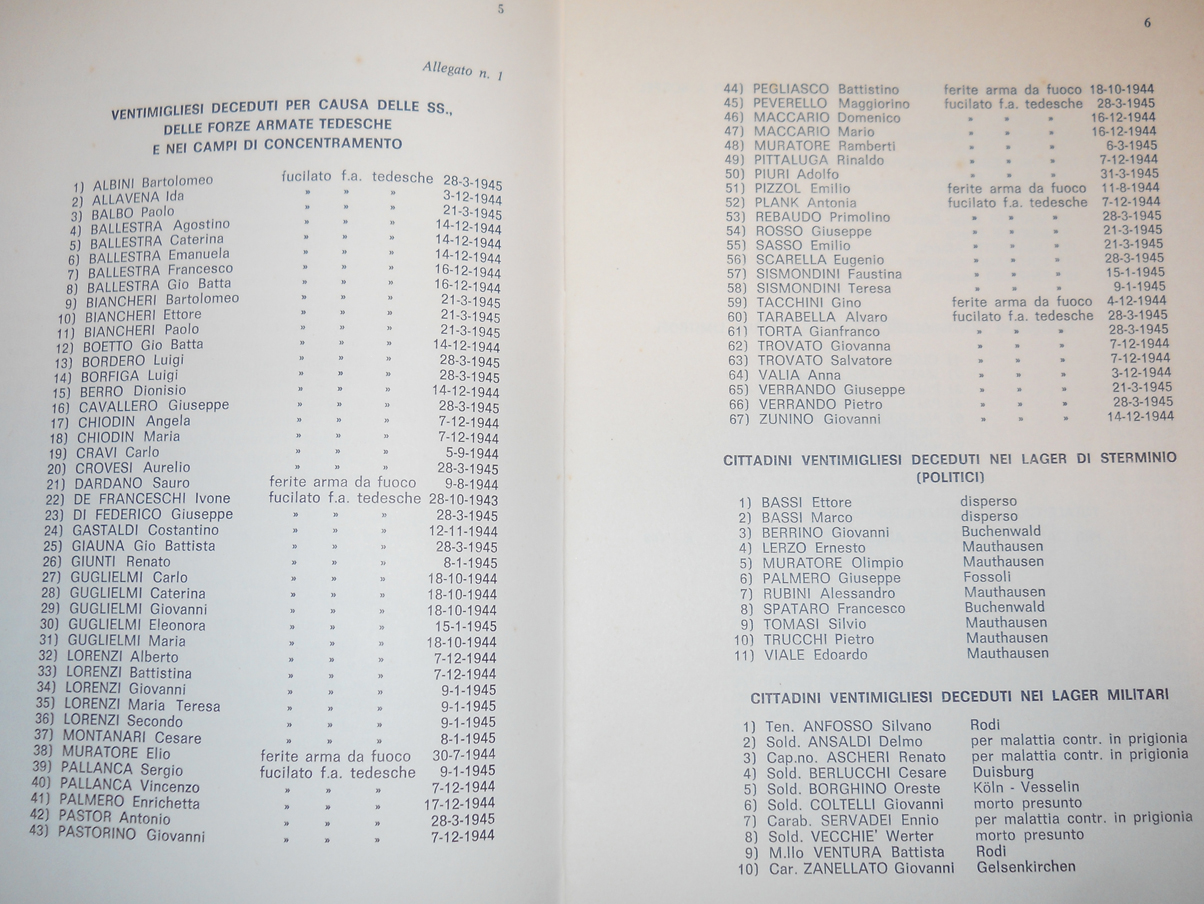 5
Allegato n. 1
VENTIMIGLIESI DECEDUTI PER CAUSA DELLE SS.,
DELLE FORZE ARMATE TEDESCHE
E NEI CAMPI DI CONCENTRAMENTO
1) ALBINI Bartolomeo fucilato f.a. tedesche 28-3-1945
2) ALLAVENA Ida » » » 3-12-1944
3) BALBO Paolo » » » 21-3-1945
4) BALLESTRA Agostino » » » 14-12-1944
5) BALLESTRA Caterina » » » 14-12-1944
6) BALLESTRA Emanuela » » » 14-12-1944
7) BALLESTRA Francesco » » » 16-12-1944
8) BALLESTRA Gio Batta » » » 16-12-1944
9) BIANCHERI Bartolomeo » » » 21-3-1945
10) BIANCHERI Ettore » » » 21-3-1945
11) BIANCHERI Paolo » » » 21-3-1945
12) BOETTO Gio Batta » » » 14-12-1944
13) BORDERO Luigi » » » 28-3-1945
14) BORFIGA Luigi » » » 28-3-1945
15) BERRO Dionisio » » » 14-12-1944
16) CAVALLERO Giuseppe » » » 28-3-1945
17) CHIODIN Angela » » » 7-12-1944
18) CHIODIN Maria » » » 7-12-1944
19) CRAVI Carlo » » » 5-9-1944
20) CROVESI Aurelio » » » 28-3-1945
21) DARDANO Sauro ferite arma da fuoco 9-8-1944
22) DE FRANCESCHI Ivone fucilato f.a. tedesche 28-10-1943
23) DI FEDERICO Giuseppe » » » 28-3-1945
24) GASTALDI Costantino » » » 12-11-1944
25) GIAUNA Gio Battista » » » 28-3-1945
26) GIUNTI Renato » » » 8-1-1945
27) GUGLIELMI Carlo » » » 18-10-1944
28) GUGLIELMI Caterina » » » 18-10-1944
29) GUGLIELMI Giovanni » » » 18-10-1944
30) GUGLIELMI Eleonora » » » 15-1-1945
31) GUGLIELMI Maria » » » 18-10-1944
32) LORENZI Alberto » » » 7-12-1944
33) LORENZI Battistina » » » 7-12-1944
34) LORENZI Giovanni » » » 9-1-1945
35) LORENZI Maria Teresa » » » 9-1-1945
36) LORENZI Secondo » » » 9-1-1945
37) MONTANARI Cesare » » » 8-1-1945
38) MURATORE Elio ferite arma da fuoco 30-7-1944
39) PALLANCA Sergio fucilato f.a. tedesche 9-1-1945
40) PALLANCA Vincenzo » » » 7-12-1944
41) PALMERO Enrichetta » » » 17-12-1944
42) PASTOR Antonio » » » 28-3-1945
43) PASTORINO Giovanni » » » 7-12-1944
6
44) PEGLIASCO Battistino ferite arma da fuoco 18-10-1944
45) PEVERELLO Maggiorino fucilato f.a. tedesche 28-3-1945
46) MACCARIO Domenico » » » 16-12-1944
47) MACCARIO Mario » » » 16-12-1944
48) MURATORE Ramberti » » » 6-3-1945
49) PITTALUGA Rinaldo » » » 7-12-1944
50) PIURI Adolfo » » » 31-3-1945
51) PIZZOL Emilio ferite arma da fuoco 11-8-1944
52) PLANK Antonia fucilato f.a. tedesche 7-12-1944
53) REBAUDO Primolino » » » 28-3-1945
54) ROSSO Giuseppe » » » 21-3-1945
55) SASSO Emilio » » » 21-3-1945
56) SCARELLA Eugenio » » » 28-3-1945
57) SISMONDINI Faustina » » » 15-1-1945
58) SISMONDINI Teresa » » » 9-1-1945
59) TACCHINI Gino ferite arma da fuoco 4-12-1944
60) TARABELLA Alvaro fucilato f.a. tedesche 28-3-1945
61) TORTA Gianfranco » » » 28-3-1945
62) TROVATO Giovanna » » » 7-12-1944
63) TROVATO Salvatore » » » 7-12-1944
64) VALIA Anna » » » 3-12-1944
65) VERRANDO Giuseppe » » » 21-3-1945
66) VERRANDO Pietro » » » 28-3-1945
67) ZUNINO Giovanni » » » 14-12-1944
CITTADINI VENTIMIGLIESI DECEDUTI NEI LAGER DI STERMINIO
(POLITICI)
1) BASSI Ettore disperso
2) BASSI Marco disperso
3) BERRINO Giovanni Buchenwald
4) LERZO Ernesto Mauthausen
5) MURATORE Olimpio Mauthausen
6) PALMERO Giuseppe Fossoli
7) RUBINI Alessandro Mauthausen
8) SPATARO Francesco Buchenwald
9) TOMASI Silvio Mauthausen
10) TRUCCHI Pietro Mauthausen
11) VIALE Edoardo Mauthausen
CITTADINI VENTIMIGLIESI DECEDUTI NEI LAGER MILITARI
1) Ten. ANFOSSO Silvano Rodi
2) Sold. ANSALDI Delmo per malattia contr. in prigionia
3) Cap.no. ASCHERI Renato per malattia contr. in prigionia
4) Sold. BERLUCCHI Cesare Duisburg
5) Sold. BORGHINO Oreste Köln - Vesselin
6) Sold. COLTELLI Giovanni morto presunto
7) Carab. SERVADEI Ennio per malattia contr. in prigionia
8) Sold. VECCHIE' Werter morto presunto
9) M.llo VENTURA Battista Rodi
10) Car. ZANELLATO Giovanni Gelsenkirchen